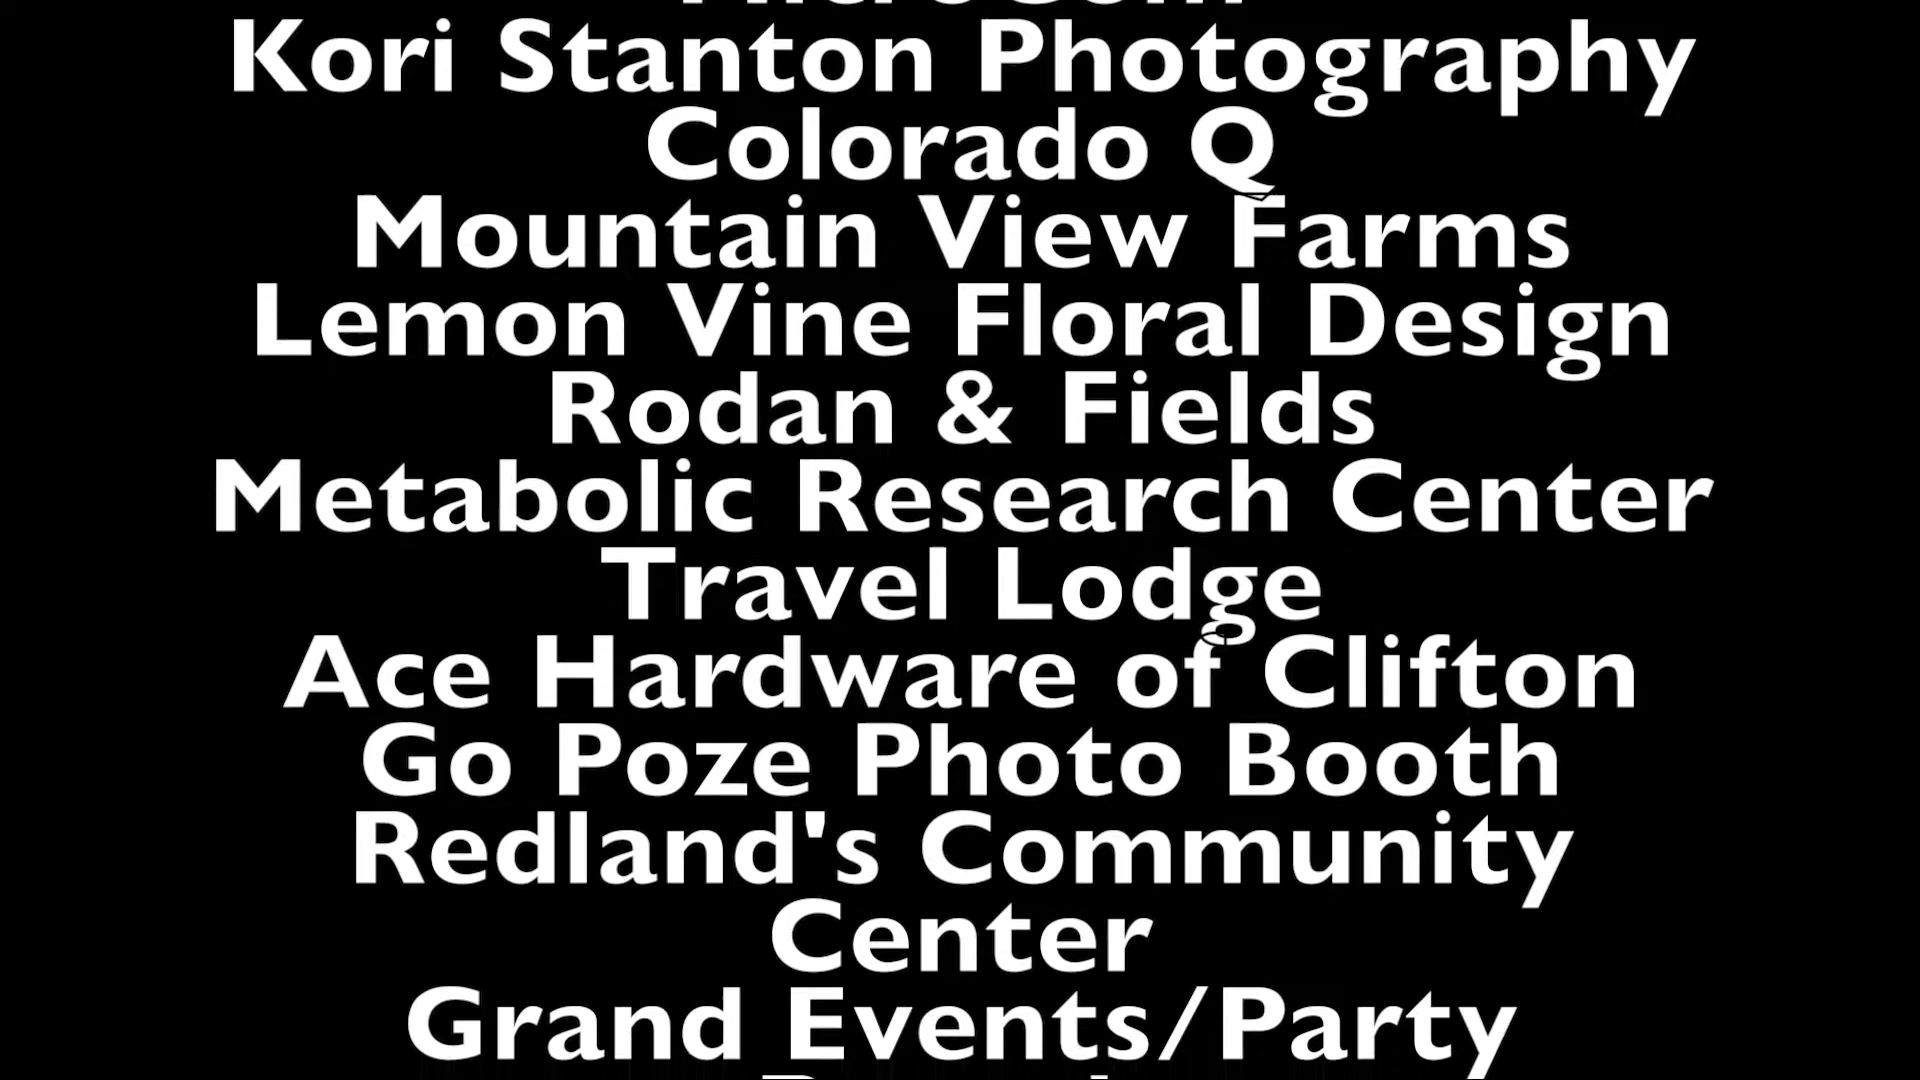 Kori Stanton Photography
Colorado Q
Mountain View Farms
Lemon Vine Floral Design
Rodan & Fields
Metabolic Research Center
Travel Lodge
Ace Hardware of Clifton
Go Poze Photo Booth
Redland's Community
Center
Grand Events/Party